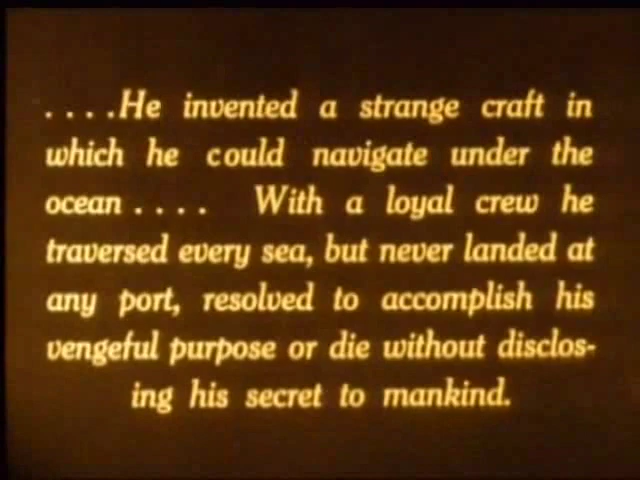 ....He invented a strange craft in
which he could navigate under the
ocean.... With a loyal crew he
traversed every sea, but never landed at
any port, resolved to accomplish his
vengeful purpose or die without disclos-
ing his secret to mankind.